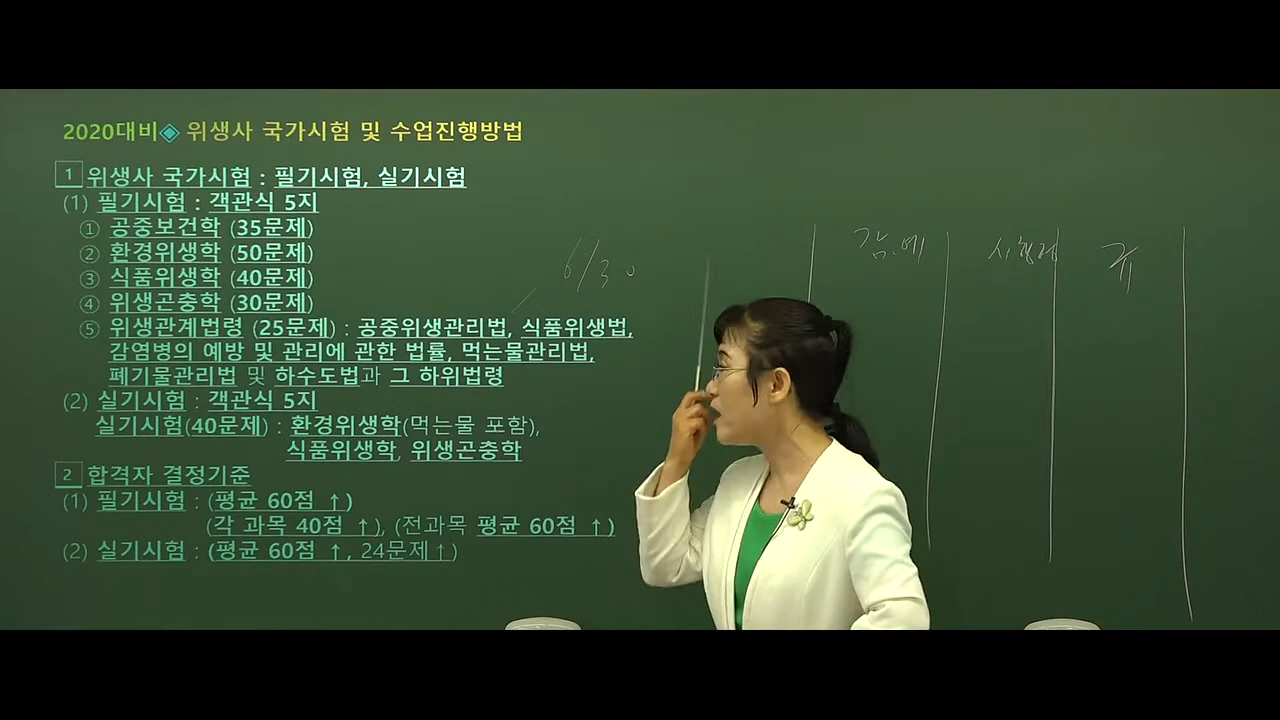 2020대비◈ 위생사 국가시험 및 수업진행방법
1 위생사 국가시험 : 필기시험, 실기시험
(1) 필기시험 : 객관식 5지
① 공중보건학 (35문제)
② 환경위생학 (50문제)
③ 식품위생학 (40문제)
④ 위생곤충학 (30문제)
⑤ 위생관계법령 (25문제) : 공중위생관리법, 식품위생법,
감염병의 예방 및 관리에 관한 법률, 먹는물관리법,
폐기물관리법 및 하수도법과 그 하위법령
(2) 실기시험 : 객관식 5지
실기시험(40문제) : 환경위생학(먹는물 포함),
식품위생학, 위생곤충학
2 합격자 결정기준
(1) 필기시험 : (평균 60점 ↑)
(각 과목 40점 ↑), (전과목 평균 60점 ↑)
(2) 실기시험 : (평균 60점 ↑, 24문제↑)
6/30
감.예
시행령
규